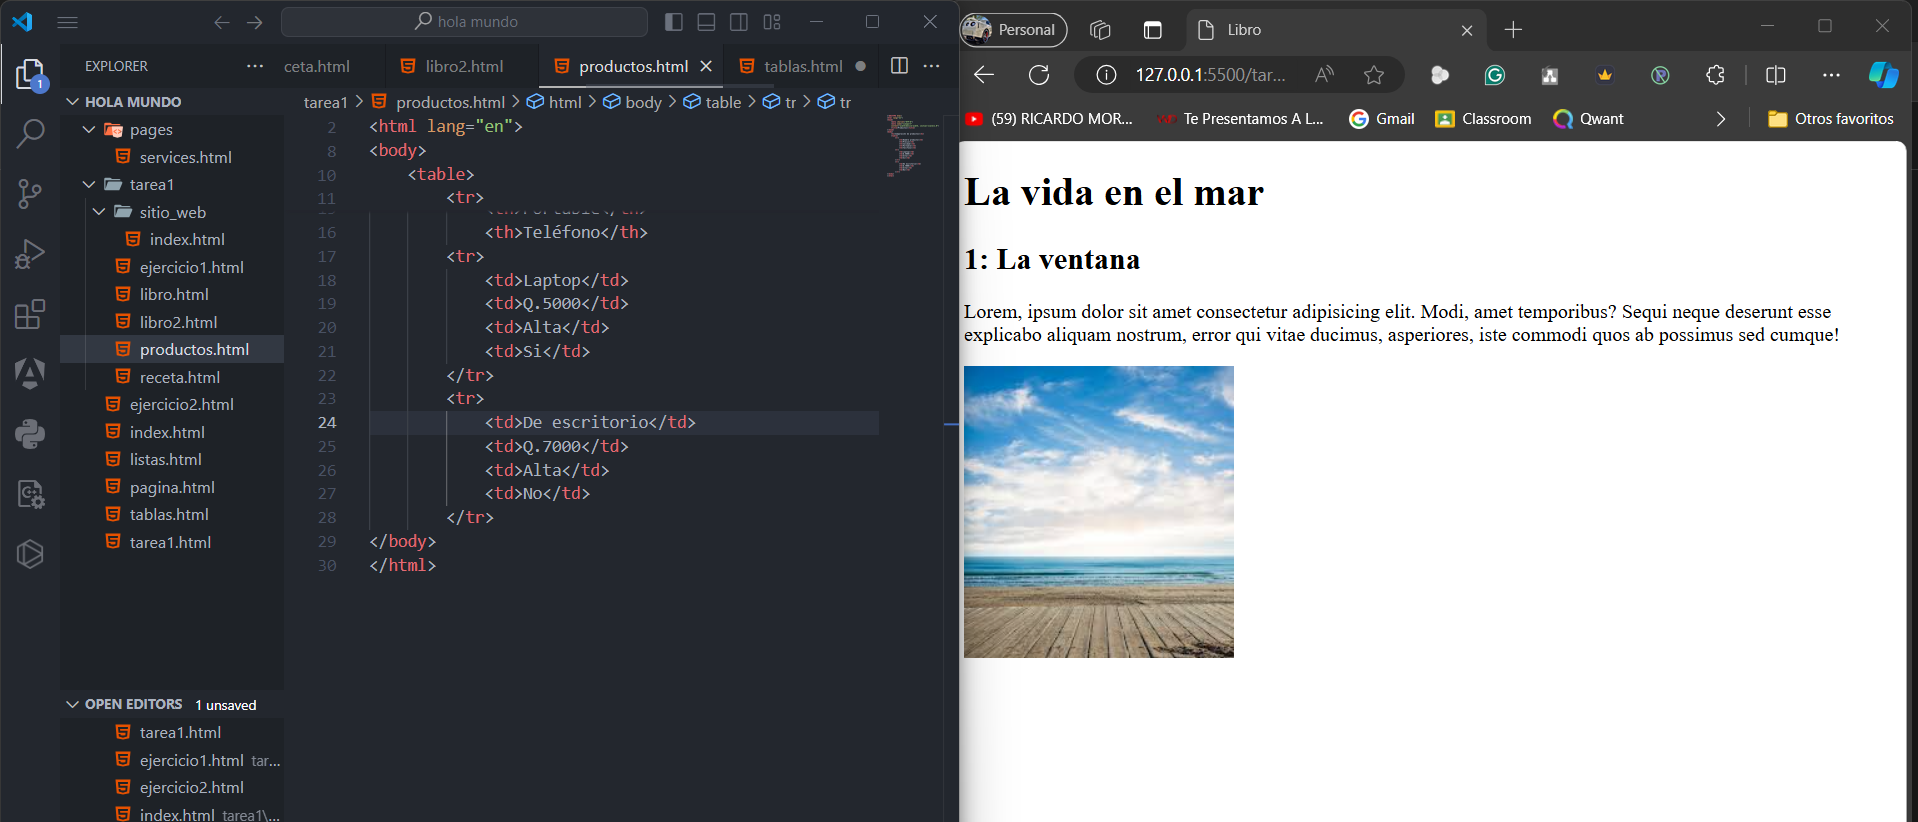 hola mundo
EXPLORER
HOLA MUNDO
pages
services.html
tarea1
sitio_web
index.html
ejercicio1.html
libro.html
libro2.html
productos.html
receta.html
ejercicio2.html
index.html
listas.html
pagina.html
tablas.html
tarea1.html
OPEN EDITORS 1 unsaved
tarea1.html
ejercicio1.html tar...
ejercicio2.html
index.html tarea1\...
1
ceta.html
libro2.html
productos.html
tablas.html
tarea1 > productos.html > html > body > table > tr > tr
2 <html lang="en">
8 <body>
10 <table>
11 <tr>
<th>Portable</th>
16 <th>Teléfono</th>
17 <tr>
18 <td>Laptop</td>
19 <td>Q.5000</td>
20 <td>Alta</td>
21 <td>Si</td>
22 </tr>
23 <tr>
24 <td>De escritorio</td>
25 <td>Q.7000</td>
26 <td>Alta</td>
27 <td>No</td>
28 </tr>
29 </body>
30 </html>
Personal
Libro
127.0.0.1:5500/tar...
(59) RICARDO MOR...
Te Presentamos A L...
Gmail
Classroom
Qwant
Otros favoritos
La vida en el mar
1: La ventana
Lorem, ipsum dolor sit amet consectetur adipisicing elit. Modi, amet temporibus? Sequi neque deserunt esse
explicabo aliquam nostrum, error qui vitae ducimus, asperiores, iste commodi quos ab possimus sed cumque!